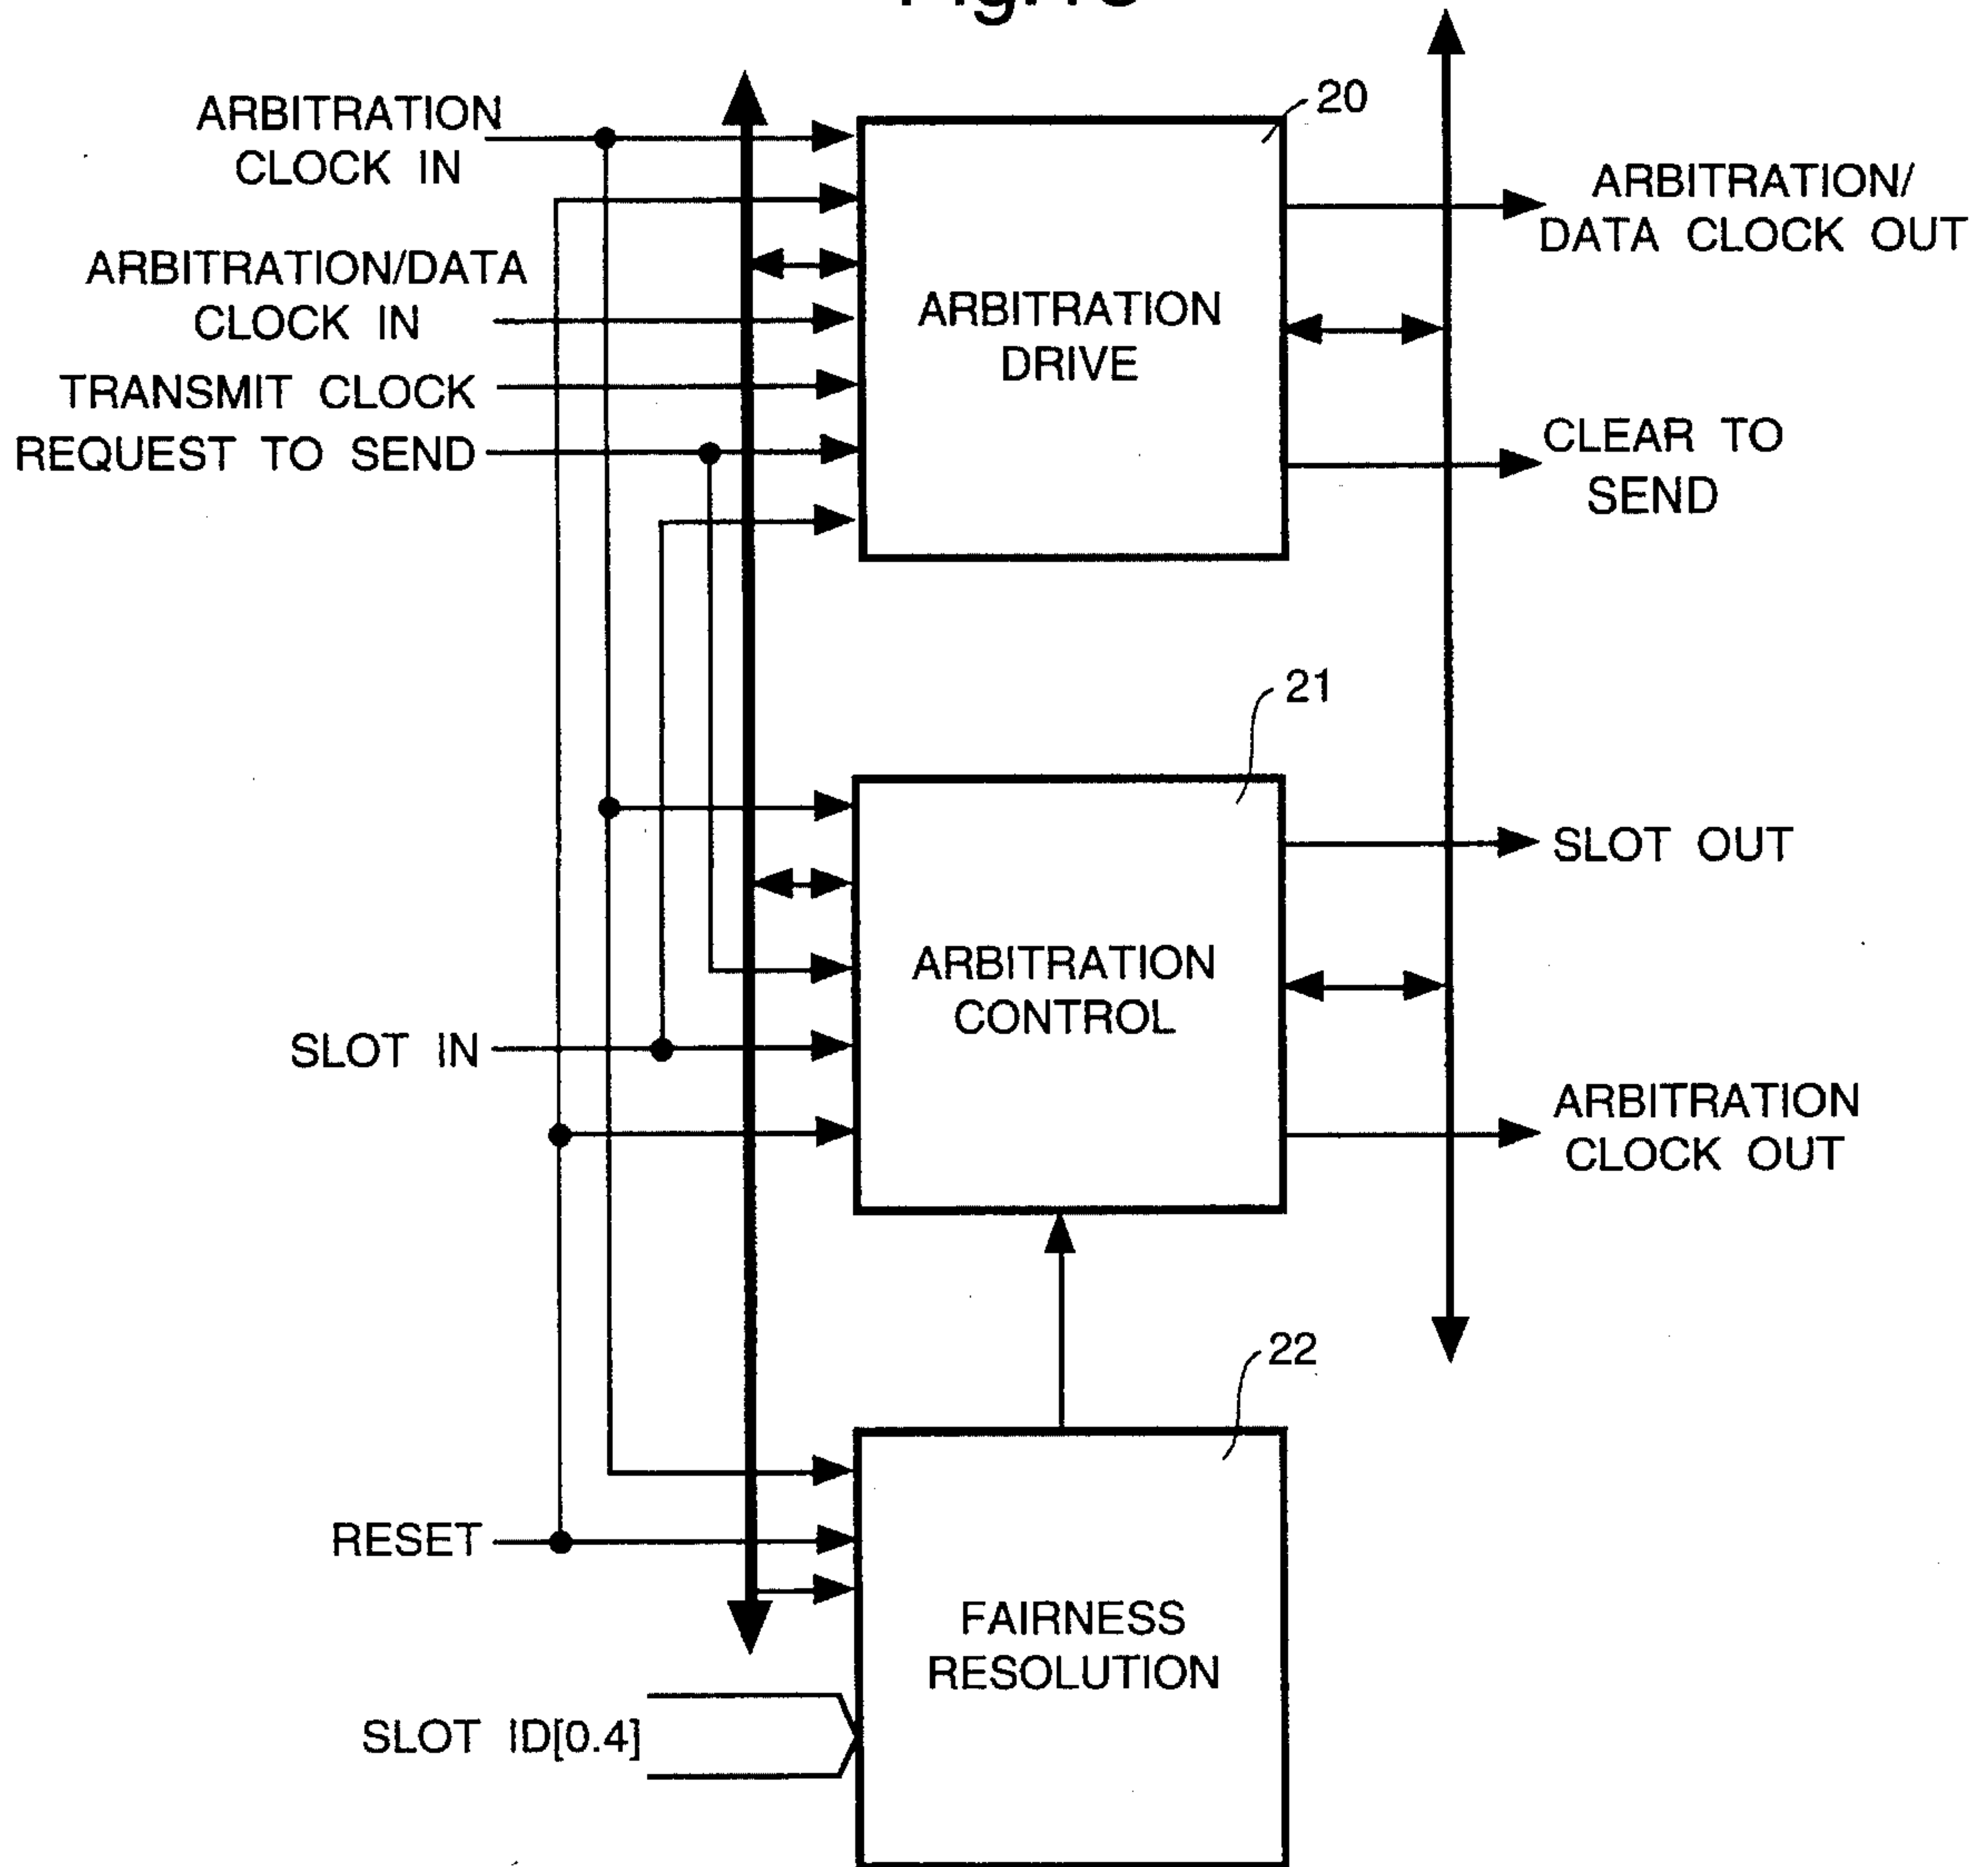 20
ARBITRATION
CLOCK IN
ARBITRATION/
DATA CLOCK OUT
ARBITRATION/DATA
CLOCK IN
ARBITRATION
DRIVE
TRANSMIT CLOCK
REQUEST TO SEND
CLEAR TO
SEND
21
SLOT OUT
ARBITRATION
CONTROL
SLOT IN
ARBITRATION
CLOCK OUT
22
RESET
FAIRNESS
RESOLUTION
SLOT ID[0.4]